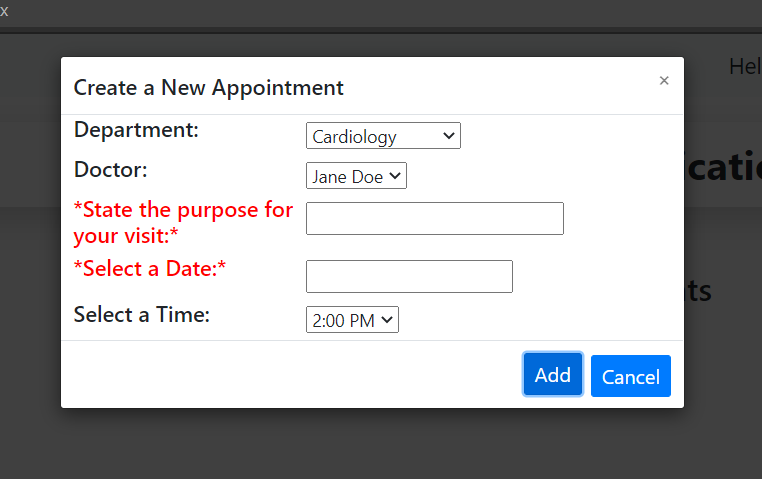 x
Hel
Create a New Appointment ×
Department: Cardiology
Doctor: Jane Doe
*State the purpose for
your visit:*
*Select a Date:*
Select a Time: 2:00 PM
Add Cancel